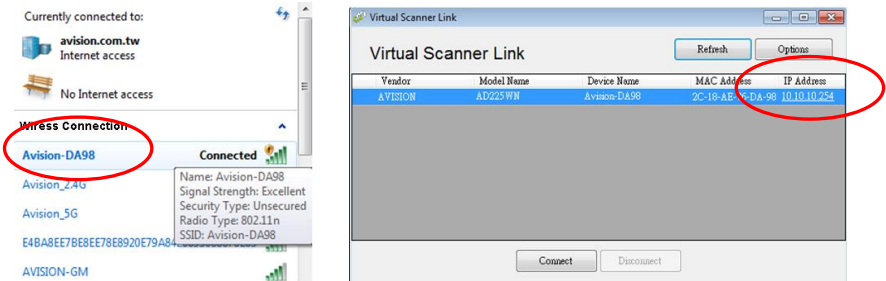 Currently connected to:
avision.com.tw
Internet access
No Internet access
Wiress Connection
Avision-DA98 Connected
Avision_2.4G
Avision_5G
AVISION-GM
Name: Avision-DA98
Signal Strength: Excellent
Security Type: Unsecured
Radio Type: 802.11n
SSID: Avision-DA98
Virtual Scanner Link
Virtual Scanner Link
Refresh Options
Vendor Model Name Device Name MAC Address IP Address
AVISION AD225WN Avision-DA98 10.10.10.254
Connect Disconnect